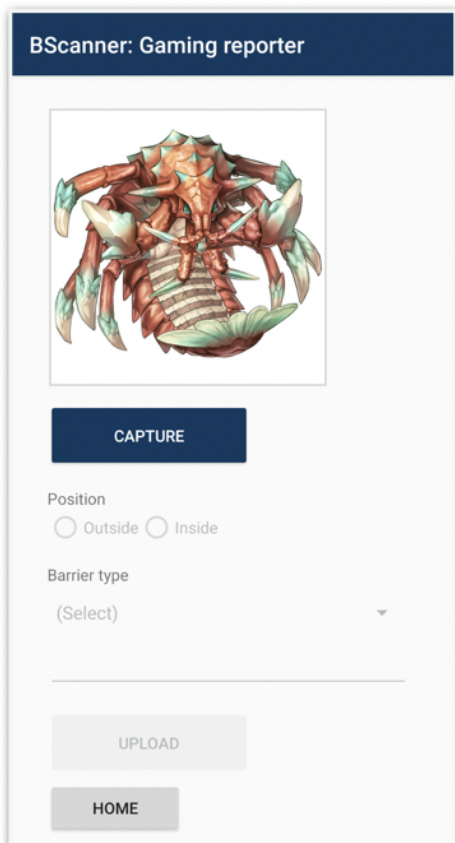 BScanner: Gaming reporter
CAPTURE
Position
Outside Inside
Barrier type
(Select)
UPLOAD
HOME